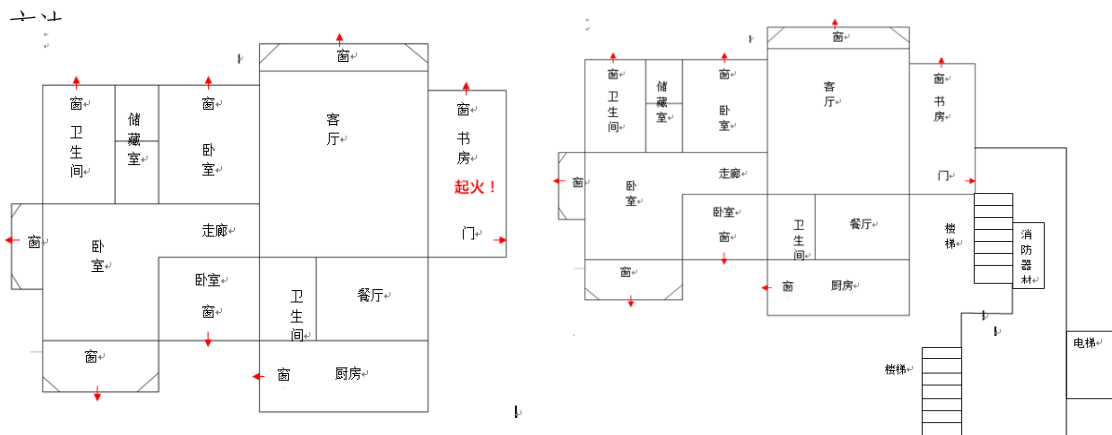 窗
窗
窗
窗
卫生间
储藏室
卧室
客厅
书房
起火！
窗
卧室
走廊
门
卧室
窗
卫生间
餐厅
窗
窗
厨房
窗
窗
窗
窗
卫生间
储藏室
卧室
客厅
书房
窗
卧室
走廊
门
卧室
窗
卫生间
餐厅
楼梯
消防器材
窗
窗
厨房
电梯
楼梯